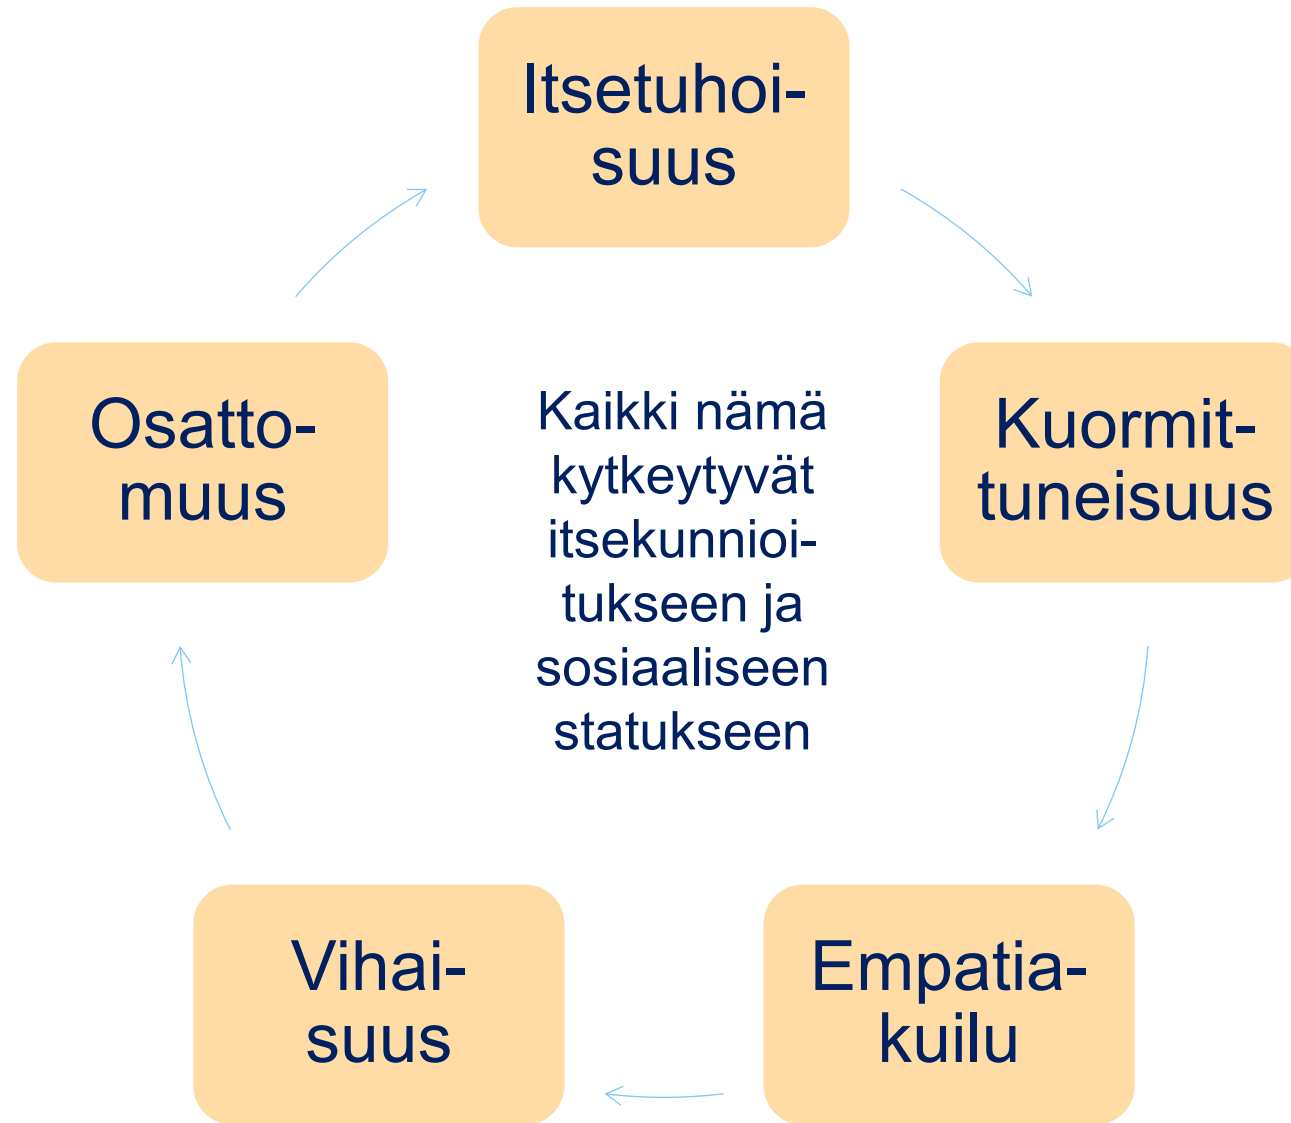 Itsetuhoi-
suus
Kuormit-
tuneisuus
Empatia-
kuilu
Vihai-
suus
Osatto-
muus
Kaikki nämä
kytkeytyvät
itsekunnioi-
tukseen ja
sosiaaliseen
statukseen